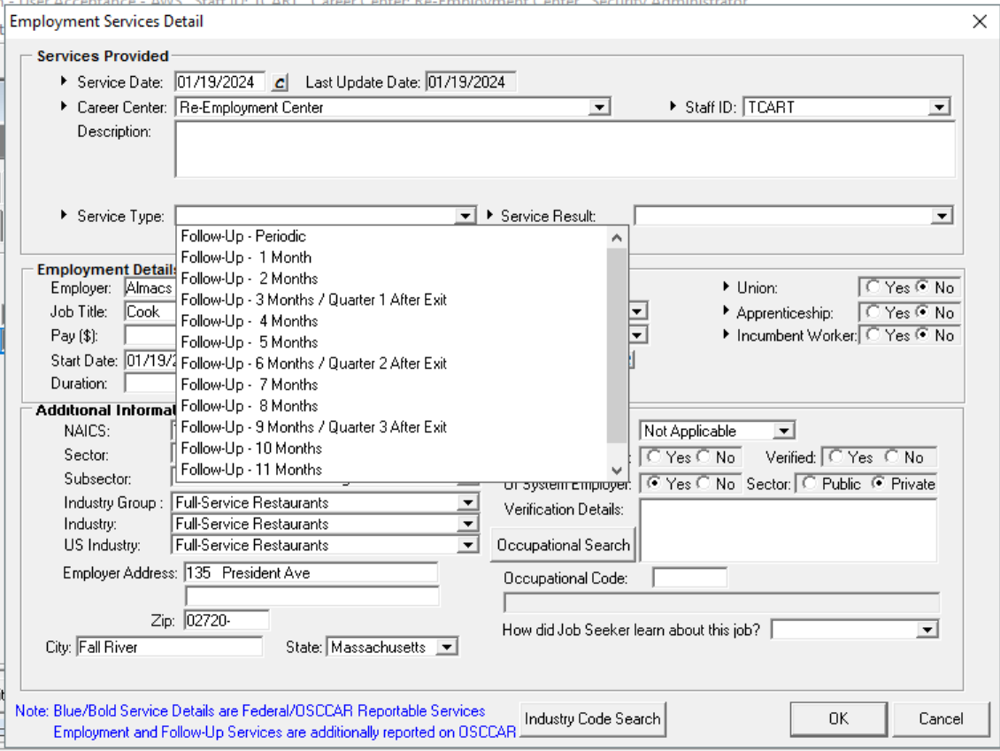 - User Acceptance - AWS Staff ID: TCART Career Center: Re-Employment Center Security Administrator
Employment Services Detail
Services Provided
Service Date: 01/19/2024 Last Update Date: 01/19/2024
Career Center: Re-Employment Center Staff ID: TCART
Description:
Service Type: Service Result:
Follow-Up - Periodic
Follow-Up - 1 Month
Follow-Up - 2 Months
Follow-Up - 3 Months / Quarter 1 After Exit
Follow-Up - 4 Months
Follow-Up - 5 Months
Follow-Up - 6 Months / Quarter 2 After Exit
Follow-Up - 7 Months
Follow-Up - 8 Months
Follow-Up - 9 Months / Quarter 3 After Exit
Follow-Up - 10 Months
Follow-Up - 11 Months
Employment Details
Employer: Almacs Union: Yes No
Job Title: Cook Apprenticeship: Yes No
Pay ($): Incumbent Worker: Yes No
Start Date: 01/19/2
Duration:
Additional Informat
NAICS: Not Applicable
Sector: Yes No Verified: Yes No
Subsector: UI System Employer: Yes No Sector: Public Private
Industry Group : Full-Service Restaurants Verification Details:
Industry: Full-Service Restaurants
US Industry: Full-Service Restaurants Occupational Search
Employer Address: 135 President Ave Occupational Code:
Zip: 02720-
How did Job Seeker learn about this job?
City: Fall River State: Massachusetts
Note: Blue/Bold Service Details are Federal/OSCCAR Reportable Services
Employment and Follow-Up Services are additionally reported on OSCCAR
Industry Code Search OK Cancel